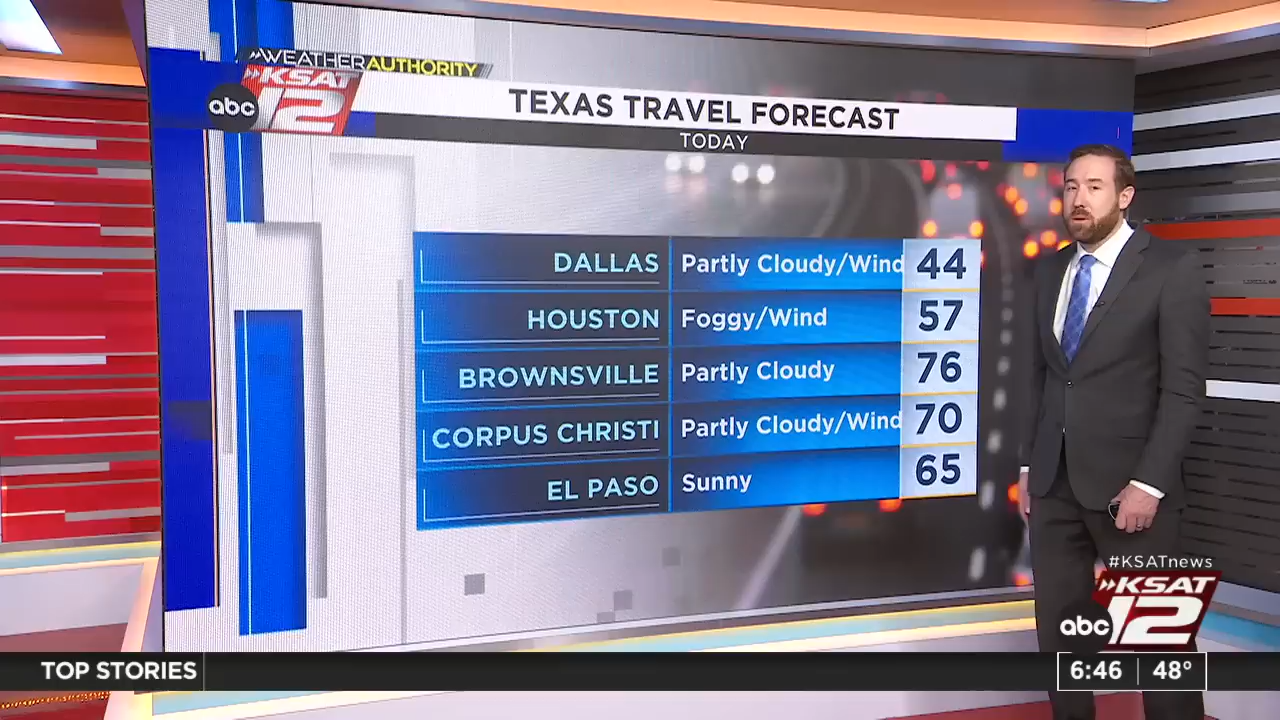 WEATHERAUTHORITY
KSAT
abc 12
TEXAS TRAVEL FORECAST
TODAY
DALLAS Partly Cloudy/Wind 44
HOUSTON Foggy/Wind 57
BROWNSVILLE Partly Cloudy 76
CORPUS CHRISTI Partly Cloudy/Wind 70
EL PASO Sunny 65
#KSATnews
KSAT
abc 12
TOP STORIES 6:46 48°